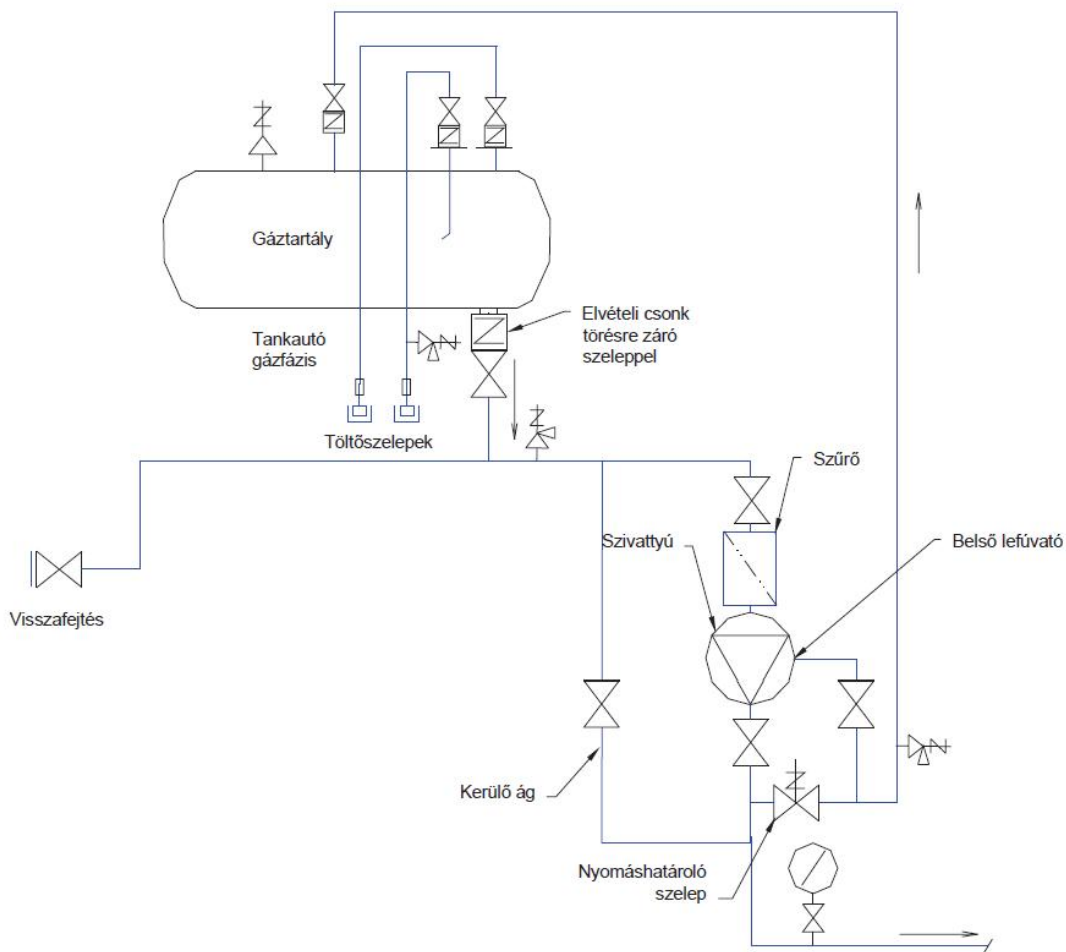 Gáztartály
Elvételi csonk
törésre záró
szeleppel
Tankautó
gázfázis
Töltőszelepek
Szűrő
Szivattyú
Belső lefúvató
Visszafejtés
Kerülő ág
Nyomáshatároló
szelep